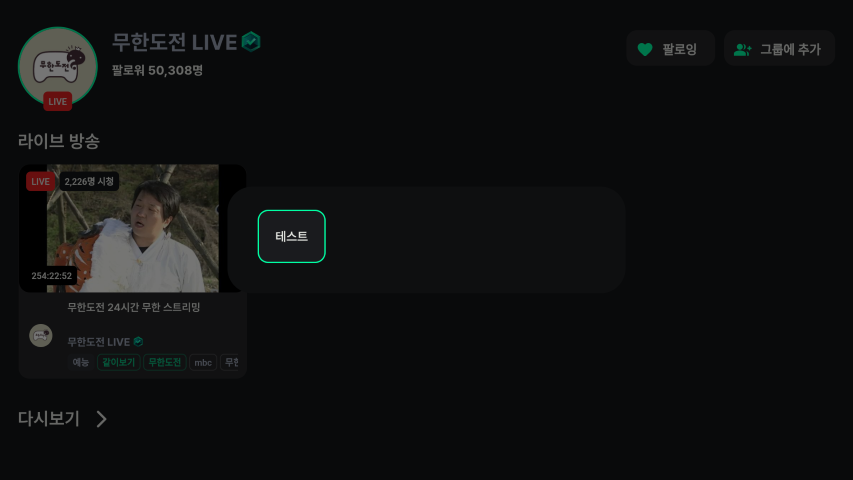 무한도전 LIVE
팔로워 50,308명
팔로잉
그룹에 추가
무한도전
LIVE
라이브 방송
LIVE
2,226명 시청
254:22:52
테스트
무한도전 24시간 무한 스트리밍
무한도전 LIVE
예능
같이보기
무한도전
mbc
무한
다시보기